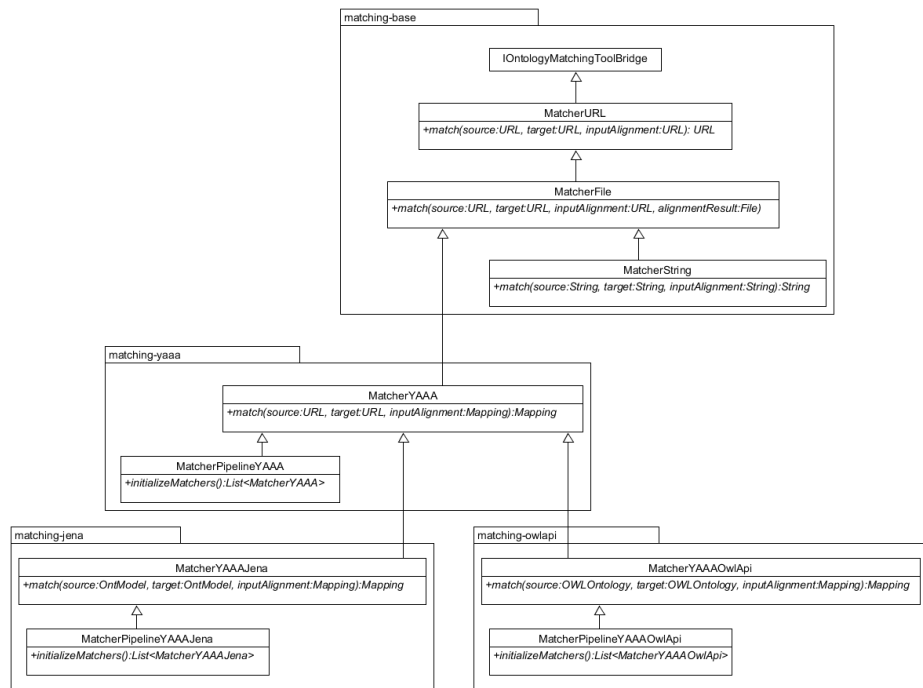 matching-base
IOntologyMatchingToolBridge
MatcherURL
+match(source:URL, target:URL, inputAlignment:URL): URL
MatcherFile
+match(source:URL, target:URL, inputAlignment:URL, alignmentResult:File)
MatcherString
+match(source:String, target:String, inputAlignment:String):String
matching-yaaa
MatcherYAAA
+match(source:URL, target:URL, inputAlignment:Mapping):Mapping
MatcherPipelineYAAA
+initializeMatchers():List<MatcherYAAA>
matching-jena
MatcherYAAAJena
+match(source:OntModel, target:OntModel, inputAlignment:Mapping):Mapping
MatcherPipelineYAAAJena
+initializeMatchers():List<MatcherYAAAJena>
matching-owlapi
MatcherYAAAOwlApi
+match(source:OWLOntology, target:OWLOntology, inputAlignment:Mapping):Mapping
MatcherPipelineYAAAOwlApi
+initializeMatchers():List<MatcherYAAAOwlApi>